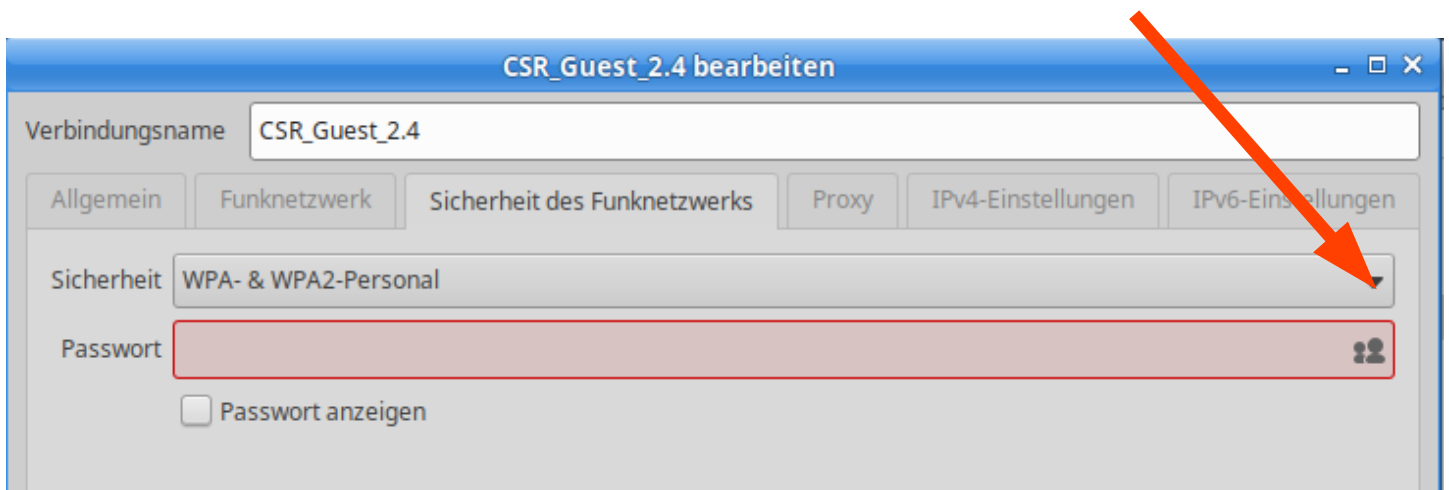 CSR_Guest_2.4 bearbeiten
Verbindungsname CSR_Guest_2.4
Allgemein Funknetzwerk Sicherheit des Funknetzwerks Proxy IPv4-Einstellungen IPv6-Einstellungen
Sicherheit WPA- & WPA2-Personal
Passwort
Passwort anzeigen